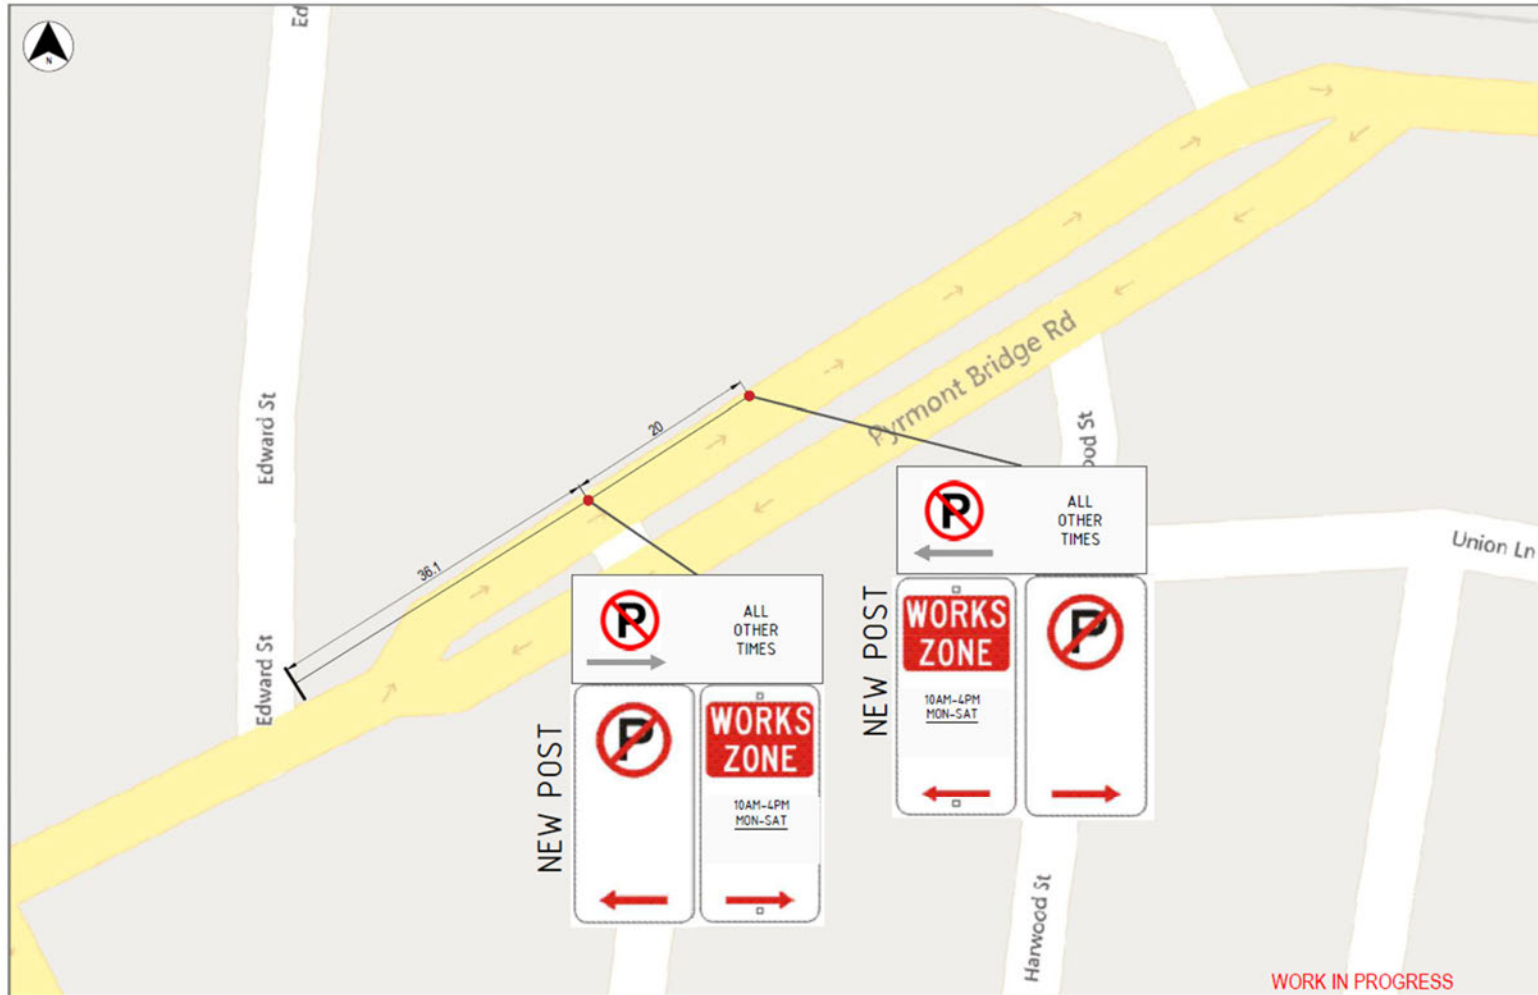 N
Ed
Edward St
Edward St
36.1
20
Pyrmont Bridge Rd
ood St
Union Ln
Harwood St
NEW POST
P
ALL
OTHER
TIMES
P
WORKS
ZONE
10AM-4PM
MON-SAT
NEW POST
P
ALL
OTHER
TIMES
WORKS
ZONE
10AM-4PM
MON-SAT
P
WORK IN PROGRESS